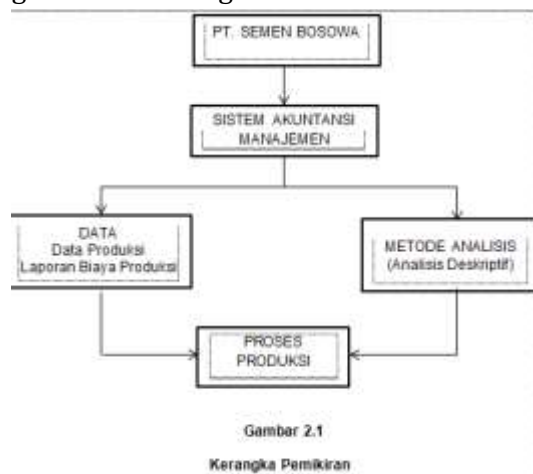 PT. SEMEN BOSOWA
SISTEM AKUNTANSI
MANAJEMEN
DATA
Data Produksi
Laporan Biaya Produksi
METODE ANALISIS
(Analisis Deskriptif)
PROSES
PRODUKSI
Gambar 2.1
Kerangka Pemikiran